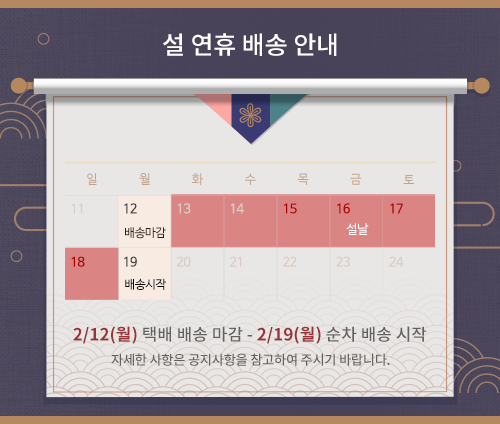 설 연휴 배송 안내
일 월 화 수 목 금 토
11 12 13 14 15 16 17
배송마감 설날
18 19 20 21 22 23 24
배송시작
2/12(월) 택배 배송 마감 - 2/19(월) 순차 배송 시작
자세한 사항은 공지사항을 참고하여 주시기 바랍니다.